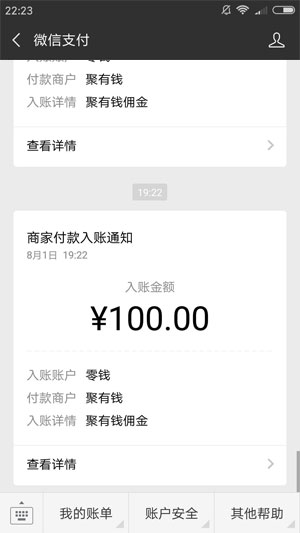 22:23
微信支付
付款商户 聚有钱
入账详情 聚有钱佣金
查看详情
19:22
商家付款入账通知
8月1日 19:22
入账金额
¥100.00
入账账户 零钱
付款商户 聚有钱
入账详情 聚有钱佣金
查看详情
我的账单 账户安全 其他帮助